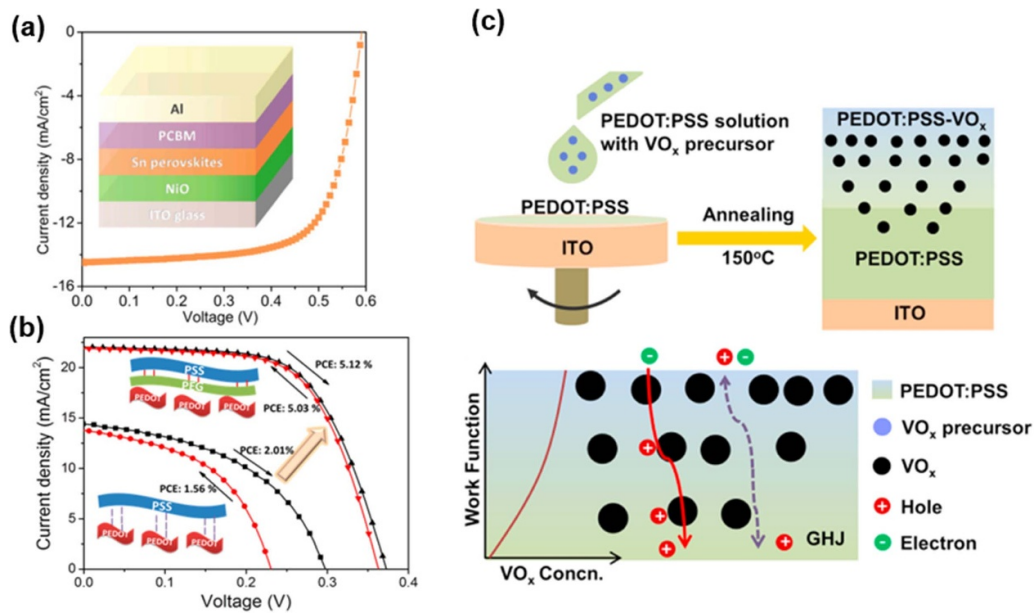 (a)
0
-4
-8
-12
-16
Current density (mA/cm²)
Al
PCBM
Sn perovskites
NiO
ITO glass
0.0 0.1 0.2 0.3 0.4 0.5 0.6
Voltage (V)
(b)
20
15
10
5
0
Current density (mA/cm²)
PCE: 5.12 %
PSS
PEG
PEDOT PEDOT PEDOT
PCE: 5.03 %
PCE: 2.01%
PCE: 1.56 %
PSS
PEDOT PEDOT PEDOT
0.0 0.1 0.2 0.3 0.4
Voltage (V)
(c)
PEDOT:PSS solution
with VOₓ precursor
PEDOT:PSS
ITO
Annealing
150°C
PEDOT:PSS-VOₓ
PEDOT:PSS
ITO
Work Function
VOₓ Concn.
- + -
+
+
+ +
GHJ
PEDOT:PSS
VOₓ precursor
VOₓ
+ Hole
- Electron